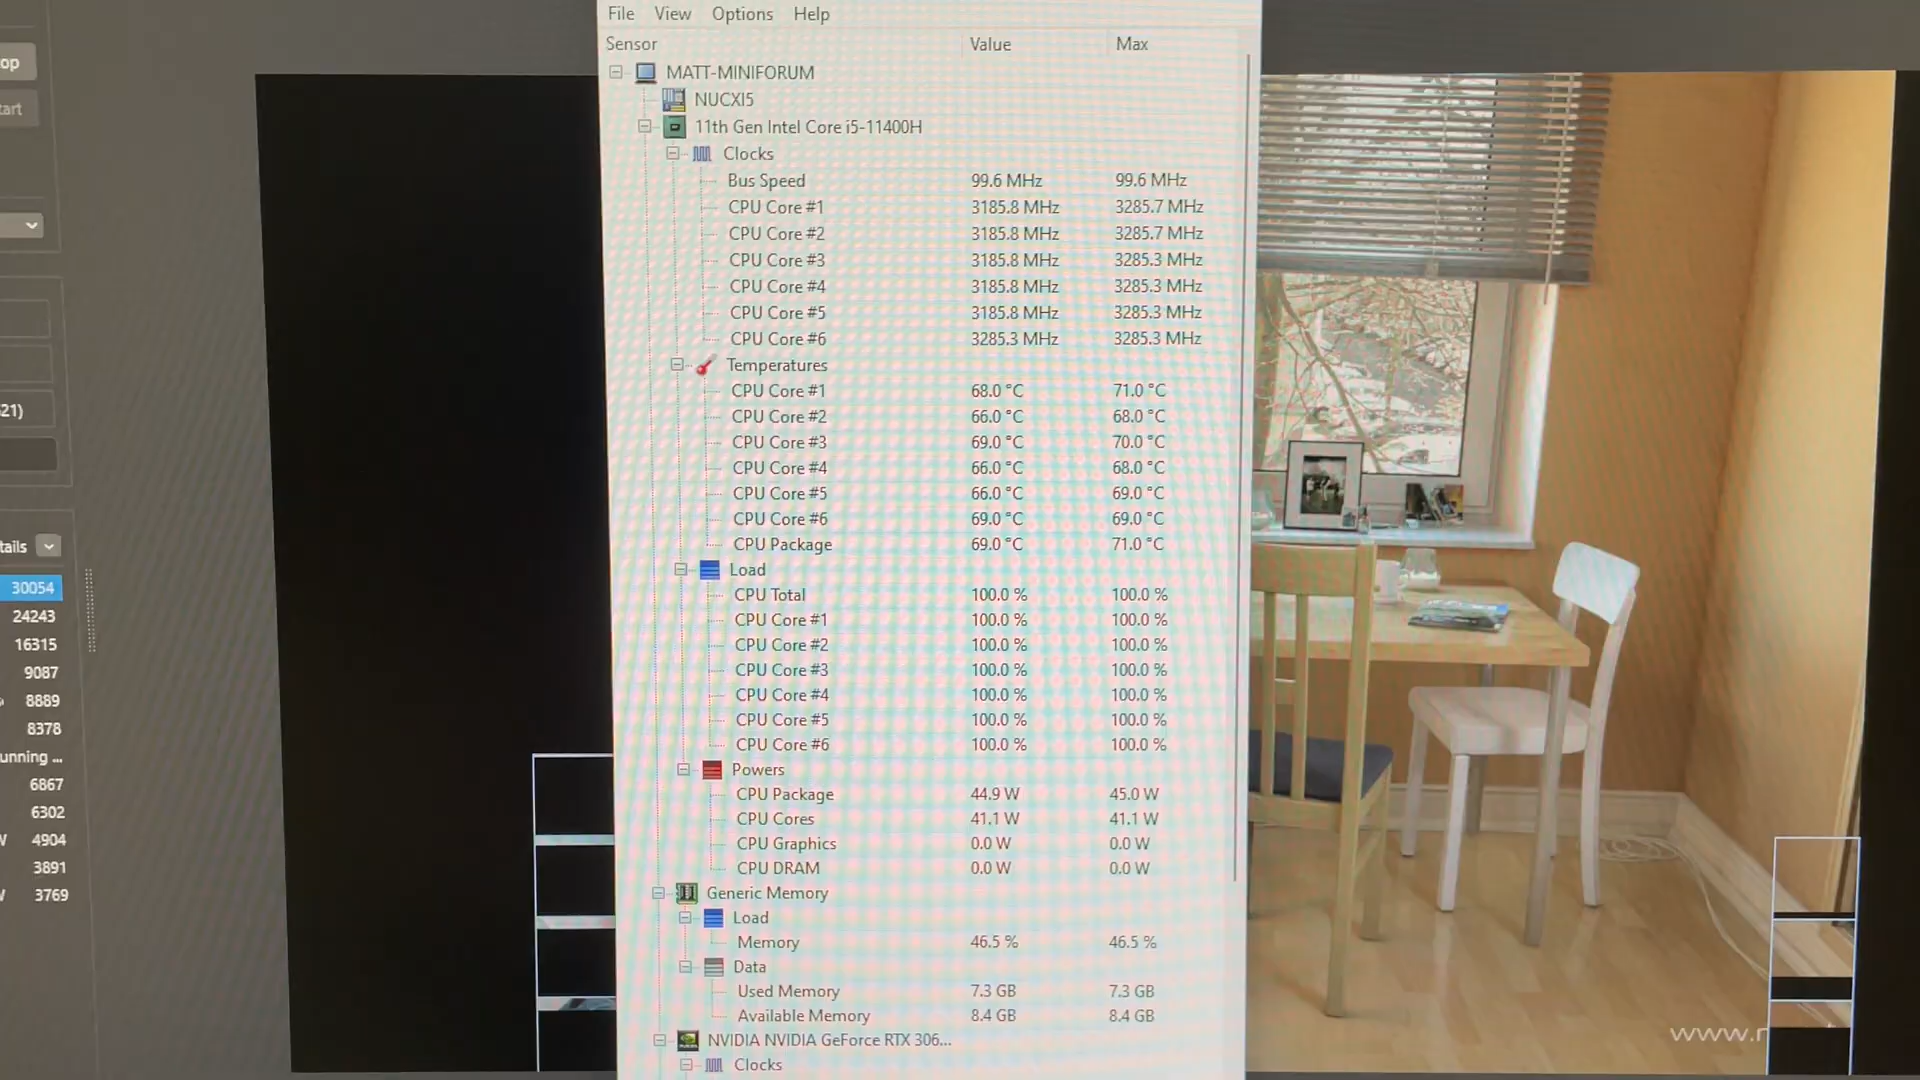 File View Options Help
Sensor Value Max
MATT-MINIFORUM
NUCXI5
11th Gen Intel Core i5-11400H
Clocks
Bus Speed 99.6 MHz 99.6 MHz
CPU Core #1 3185.8 MHz 3285.7 MHz
CPU Core #2 3185.8 MHz 3285.7 MHz
CPU Core #3 3185.8 MHz 3285.3 MHz
CPU Core #4 3185.8 MHz 3285.3 MHz
CPU Core #5 3185.8 MHz 3285.3 MHz
CPU Core #6 3285.3 MHz 3285.3 MHz
Temperatures
CPU Core #1 68.0 °C 71.0 °C
CPU Core #2 66.0 °C 68.0 °C
CPU Core #3 69.0 °C 70.0 °C
CPU Core #4 66.0 °C 68.0 °C
CPU Core #5 66.0 °C 69.0 °C
CPU Core #6 69.0 °C 69.0 °C
CPU Package 69.0 °C 71.0 °C
Load
CPU Total 100.0 % 100.0 %
CPU Core #1 100.0 % 100.0 %
CPU Core #2 100.0 % 100.0 %
CPU Core #3 100.0 % 100.0 %
CPU Core #4 100.0 % 100.0 %
CPU Core #5 100.0 % 100.0 %
CPU Core #6 100.0 % 100.0 %
Powers
CPU Package 44.9 W 45.0 W
CPU Cores 41.1 W 41.1 W
CPU Graphics 0.0 W 0.0 W
CPU DRAM 0.0 W 0.0 W
Generic Memory
Load
Memory 46.5 % 46.5 %
Data
Used Memory 7.3 GB 7.3 GB
Available Memory 8.4 GB 8.4 GB
NVIDIA NVIDIA GeForce RTX 306...
Clocks
op
tart
21)
tails
30054
24243
16315
9087
8889
8378
unning ...
6867
6302
4904
3891
3769
www.r